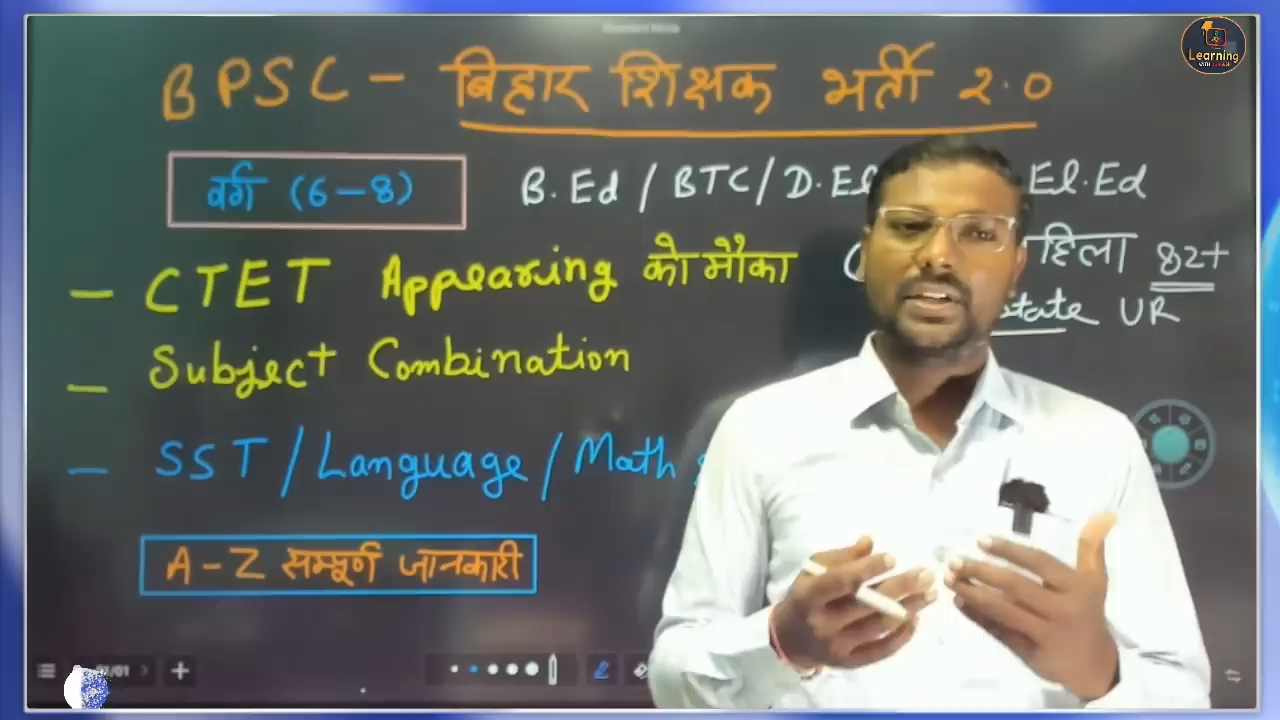 Learning
BPSC - बिहार शिक्षक भर्ती 2.0
वर्ग (6-8)
B.Ed / BTC / D.El El.Ed
- CTET Appearing को मौका
82+
- Subject Combination
state UR
- SST / Language / Math
A-Z सम्पूर्ण जानकारी